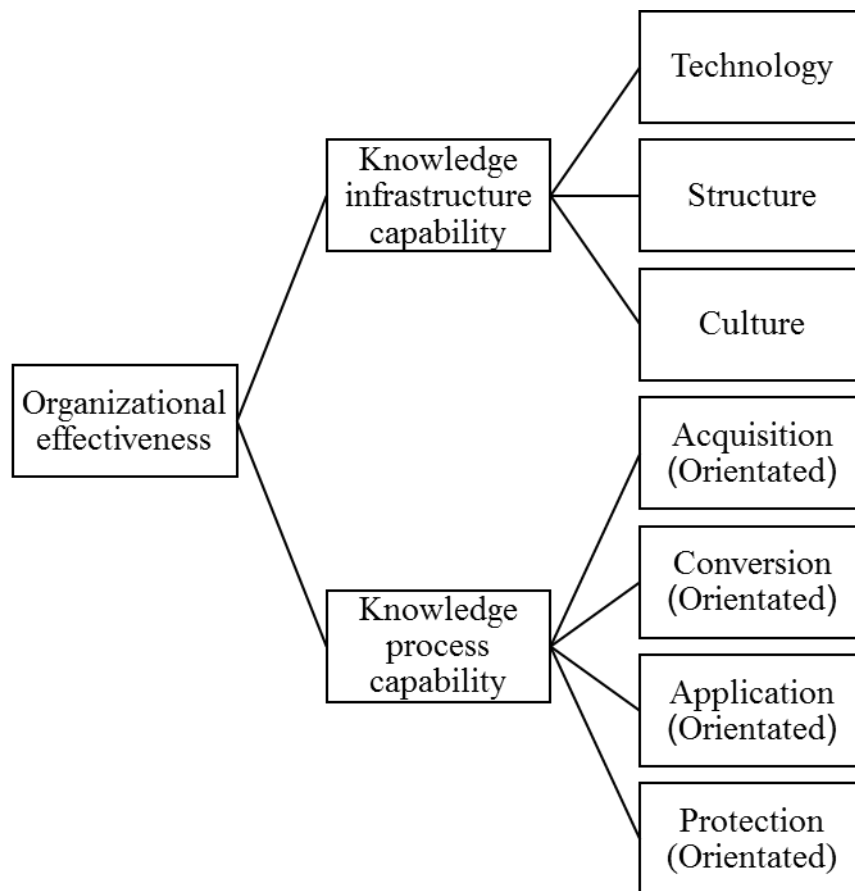 Technology
Knowledge
infrastructure
capability
Structure
Culture
Organizational
effectiveness
Acquisition
(Orientated)
Conversion
(Orientated)
Knowledge
process
capability
Application
(Orientated)
Protection
(Orientated)